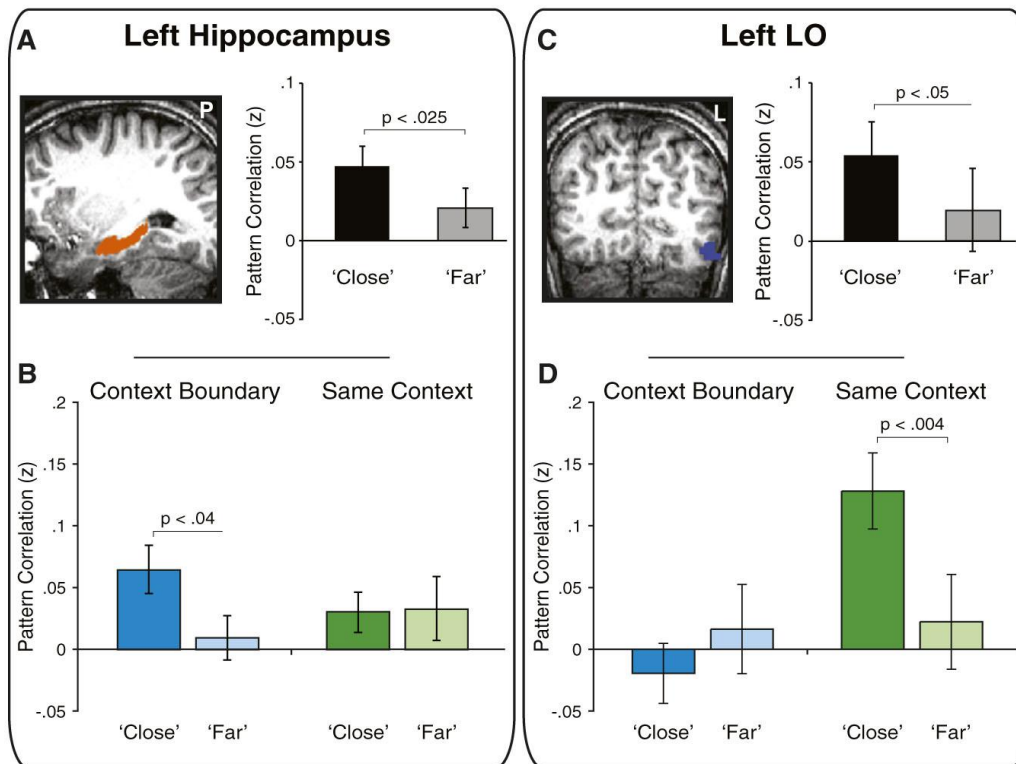 A
Left Hippocampus
P
Pattern Correlation (z)
.1
.05
0
-.05
p < .025
‘Close’
‘Far’
B
Context Boundary
Same Context
Pattern Correlation (z)
.2
.15
.1
.05
0
-.05
p < .04
‘Close’
‘Far’
‘Close’
‘Far’
C
Left LO
L
Pattern Correlation (z)
.1
.05
0
-.05
p < .05
‘Close’
‘Far’
D
Context Boundary
Same Context
Pattern Correlation (z)
.2
.15
.1
.05
0
-.05
p < .004
‘Close’
‘Far’
‘Close’
‘Far’